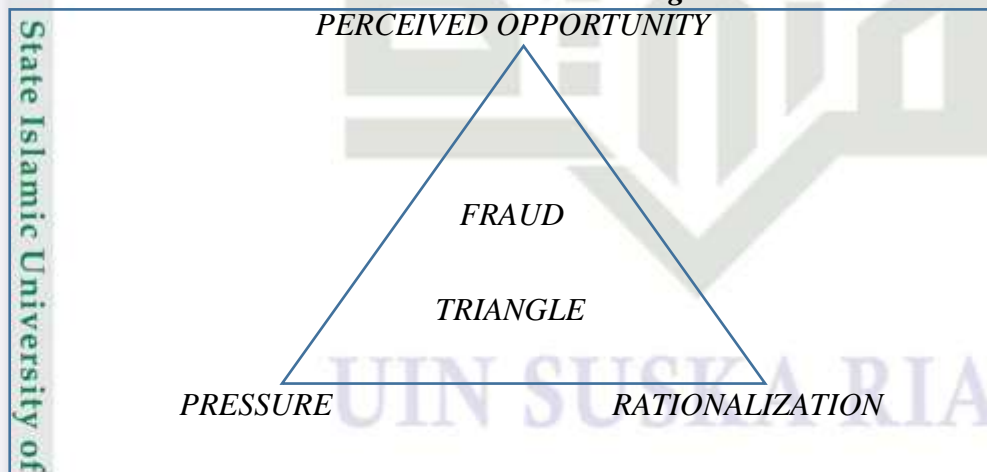 PERCEIVED OPPORTUNITY
FRAUD
TRIANGLE
PRESSURE
RATIONALIZATION
UIN SUSKA RIA
State Islamic University of